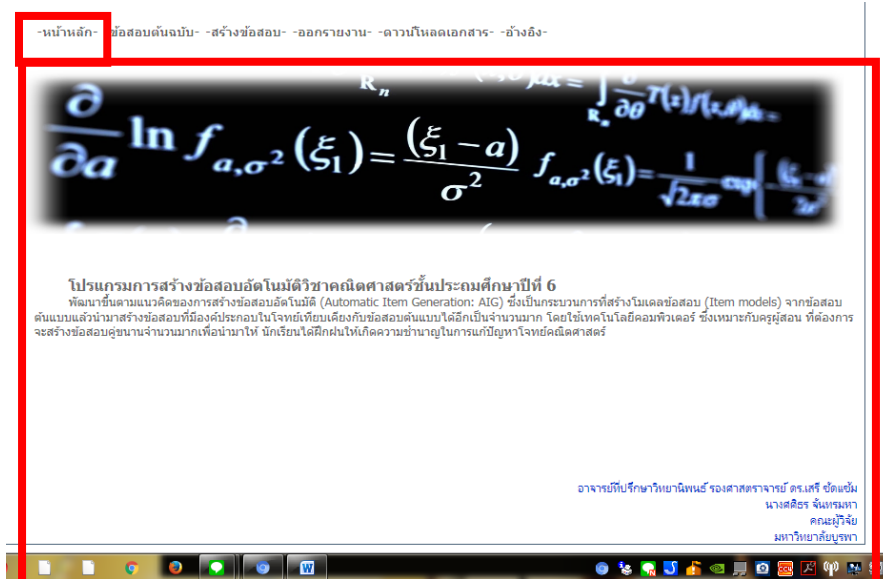 -หน้าหลัก- -ข้อสอบต้นฉบับ- -สร้างข้อสอบ- -ออกรายงาน- -ดาวน์โหลดเอกสาร- -อ้างอิง-
∂/∂a ln f a,σ² (ξ₁) = (ξ₁ − a)/σ² f a,σ² (ξ₁) = 1/√2πσ
โปรแกรมการสร้างข้อสอบอัตโนมัติวิชาคณิตศาสตร์ชั้นประถมศึกษาปีที่ 6
พัฒนาขึ้นตามแนวคิดของการสร้างข้อสอบอัตโนมัติ (Automatic Item Generation: AIG) ซึ่งเป็นกระบวนการที่สร้างโมเดลข้อสอบ (Item models) จากข้อสอบ
ต้นแบบแล้วนำมาสร้างข้อสอบที่มีองค์ประกอบในโจทย์เทียบเคียงกับข้อสอบต้นแบบได้อีกเป็นจำนวนมาก โดยใช้เทคโนโลยีคอมพิวเตอร์ ซึ่งเหมาะกับครูผู้สอน ที่ต้องการ
จะสร้างข้อสอบคู่ขนานจำนวนมากเพื่อนำมาให้ นักเรียนได้ฝึกฝนให้เกิดความชำนาญในการแก้ปัญหาโจทย์คณิตศาสตร์
อาจารย์ที่ปรึกษาวิทยานิพนธ์ รองศาสตราจารย์ ดร.เสรี ชัดแช้ม
นางศศิธร จันทรมหา
คณะผู้วิจัย
มหาวิทยาลัยบูรพา